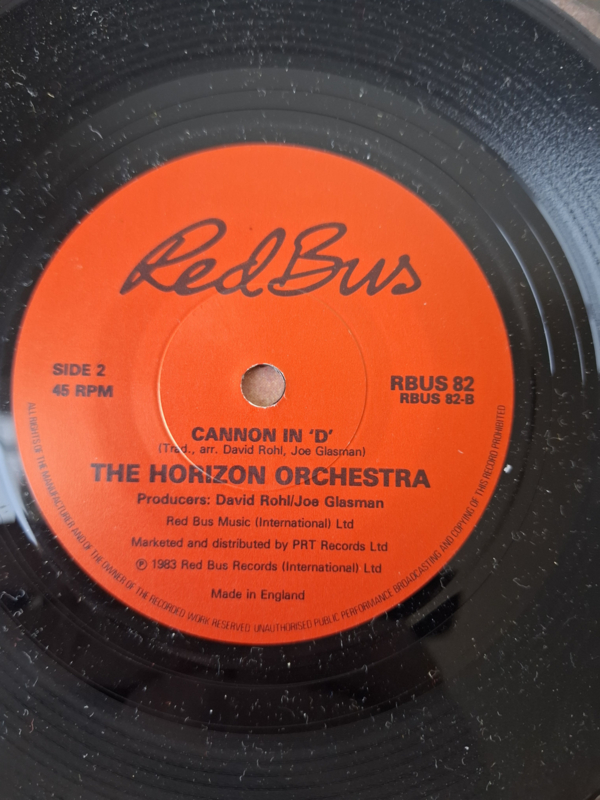 Red Bus
SIDE 2
45 RPM
RBUS 82
RBUS 82-B
CANNON IN 'D'
(Trad., arr. David Rohl, Joe Glasman)
THE HORIZON ORCHESTRA
Producers: David Rohl/Joe Glasman
Red Bus Music (International) Ltd
Marketed and distributed by PRT Records Ltd
℗ 1983 Red Bus Records (International) Ltd
Made in England
ALL RIGHTS OF THE MANUFACTURER AND OF THE OWNER OF THE RECORDED WORK RESERVED UNAUTHORISED PUBLIC PERFORMANCE BROADCASTING AND COPYING OF THIS RECORD PROHIBITED